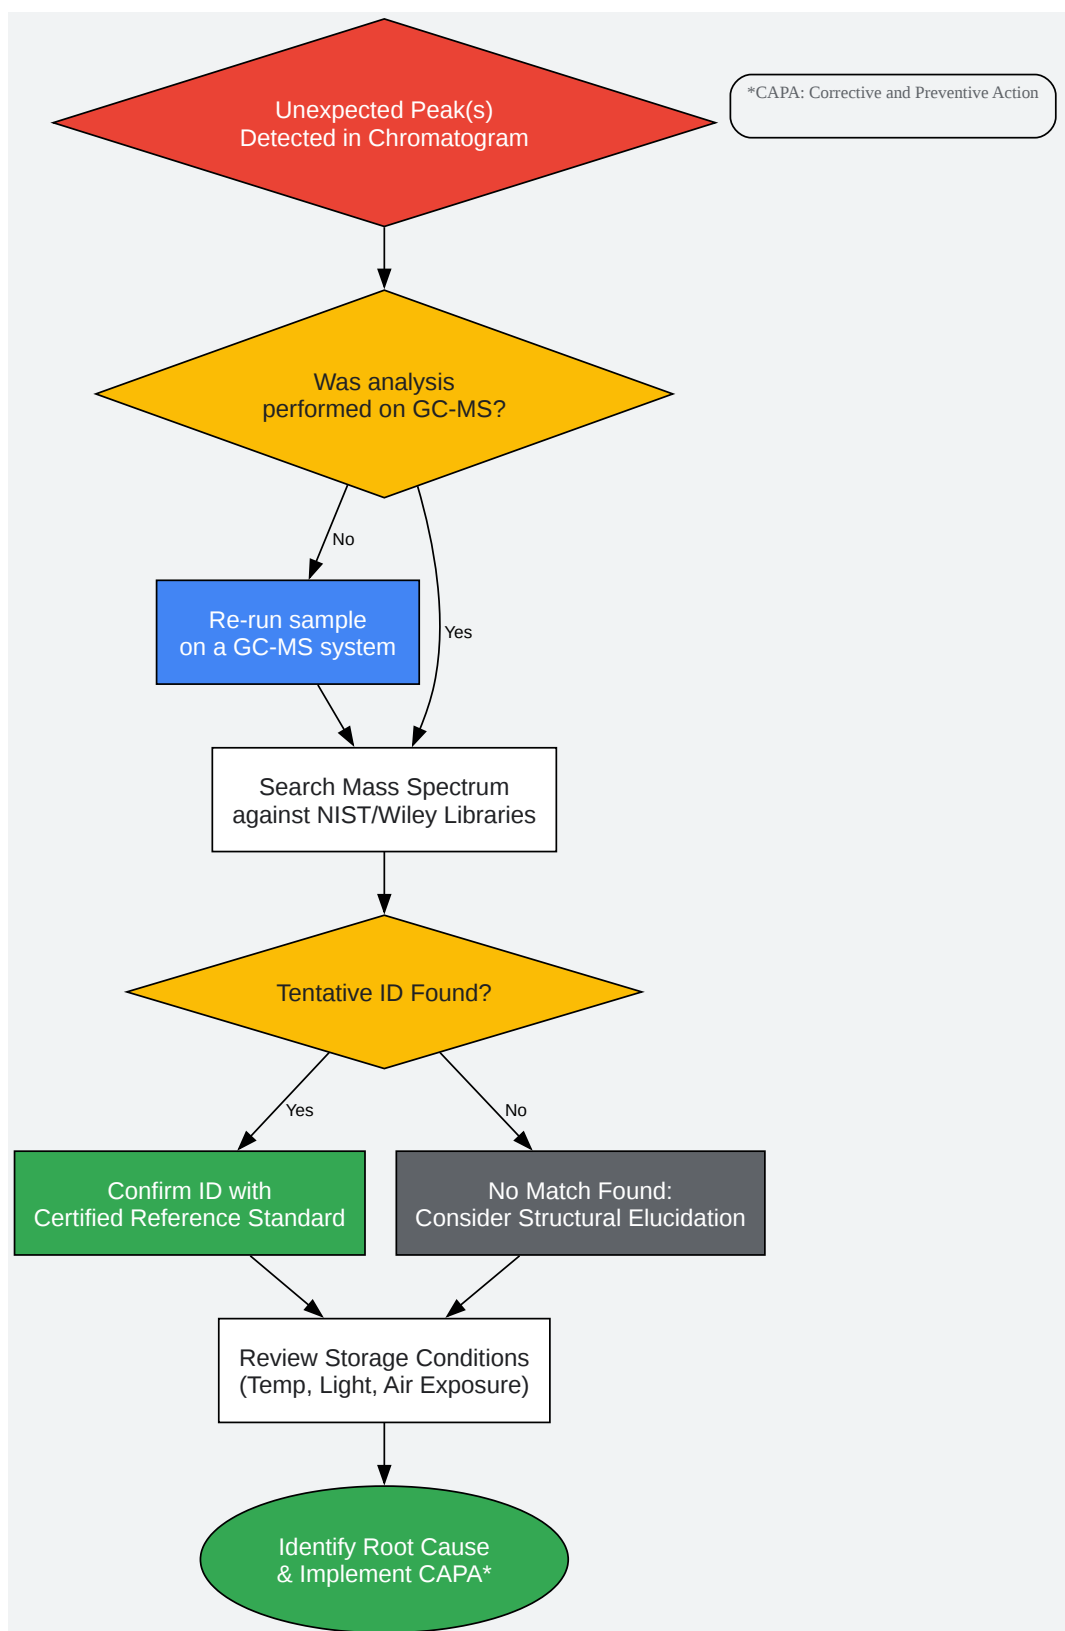 Unexpected Peak(s)
Detected in Chromatogram
*CAPA: Corrective and Preventive Action
Was analysis
performed on GC-MS?
No
Re-run sample
on a GC-MS system
Yes
Search Mass Spectrum
against NIST/Wiley Libraries
Tentative ID Found?
Yes
No
Confirm ID with
Certified Reference Standard
No Match Found:
Consider Structural Elucidation
Review Storage Conditions
(Temp, Light, Air Exposure)
Identify Root Cause
& Implement CAPA*